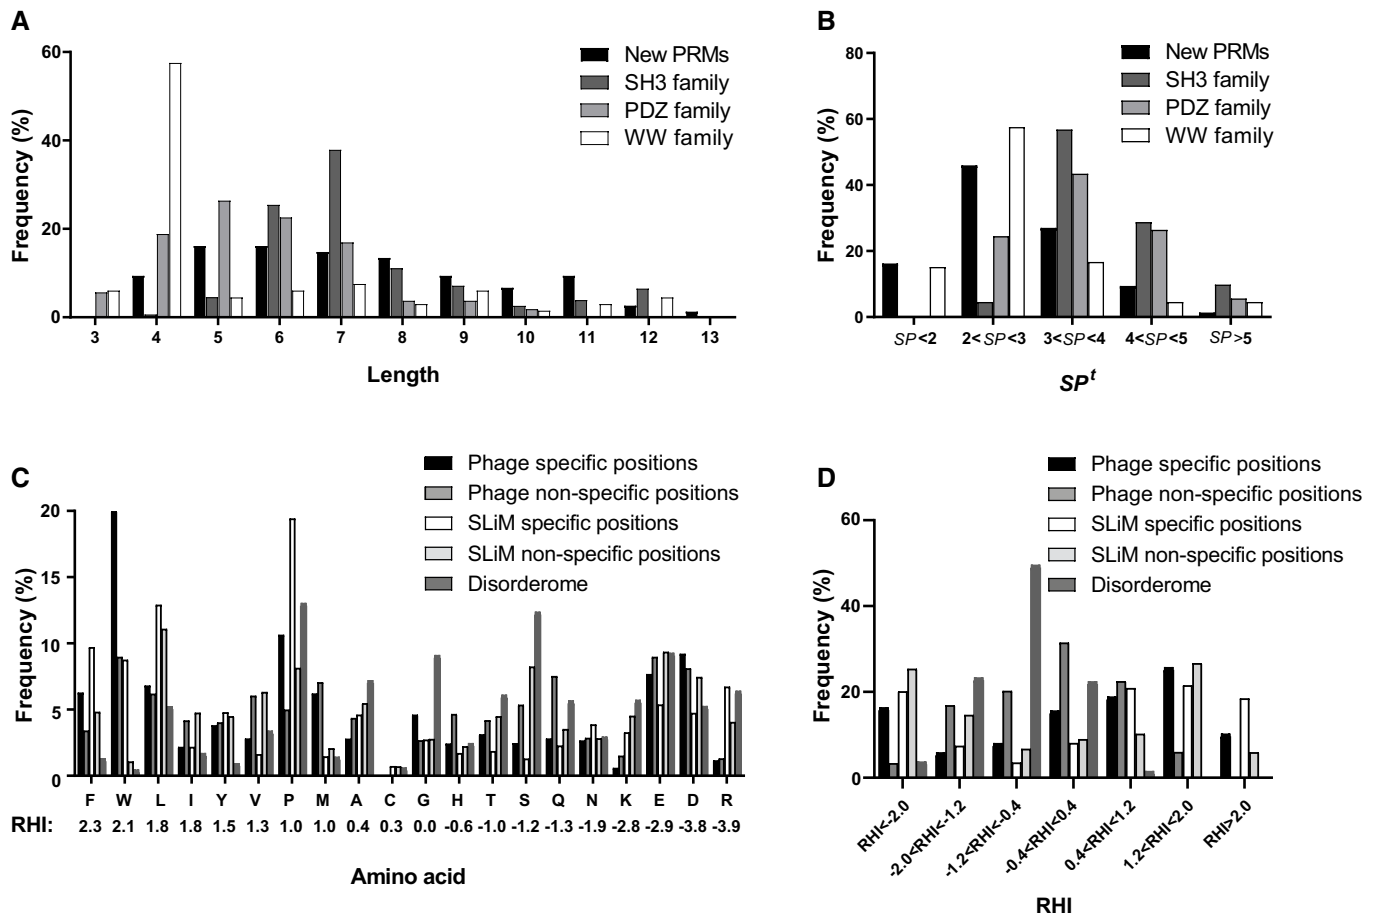 A
60
40
20
0
Frequency (%)
New PRMs
SH3 family
PDZ family
WW family
3 4 5 6 7 8 9 10 11 12 13
Length
B
80
60
40
20
0
Frequency (%)
New PRMs
SH3 family
PDZ family
WW family
SP<2 2<SP<3 3<SP<4 4<SP<5 SP>5
SP^t
C
20
15
10
5
0
Frequency (%)
Phage specific positions
Phage non-specific positions
SLiM specific positions
SLiM non-specific positions
Disorderome
F W L I Y V P M A C G H T S Q N K E D R
RHI: 2.3 2.1 1.8 1.8 1.5 1.3 1.0 1.0 0.4 0.3 0.0 -0.6 -1.0 -1.2 -1.3 -1.9 -2.8 -2.9 -3.8 -3.9
Amino acid
D
60
40
20
0
Frequency (%)
Phage specific positions
Phage non-specific positions
SLiM specific positions
SLiM non-specific positions
Disorderome
RHI<-2.0
-2.0<RHI<-1.2
-1.2<RHI<-0.4
-0.4<RHI<0.4
0.4<RHI<1.2
1.2<RHI<2.0
RHI>2.0
RHI